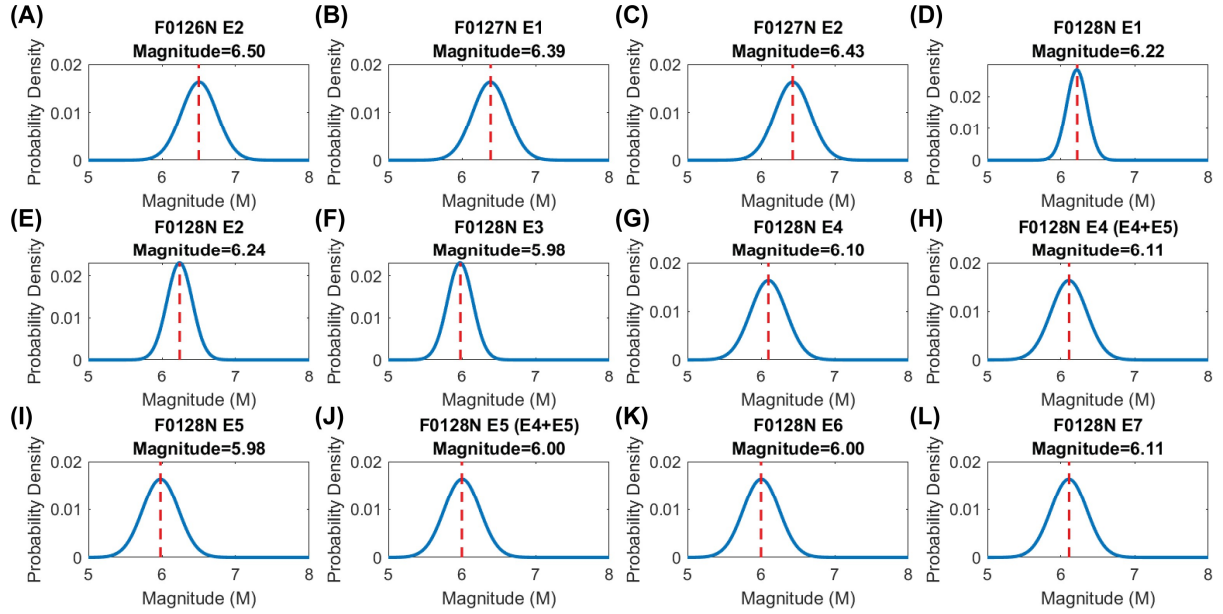 (A)
F0126N E2
Magnitude=6.50
Probability Density
0.02
0.01
0
5
6
7
8
Magnitude (M)
(B)
F0127N E1
Magnitude=6.39
Probability Density
0.02
0.01
0
5
6
7
8
Magnitude (M)
(C)
F0127N E2
Magnitude=6.43
Probability Density
0.02
0.01
0
5
6
7
8
Magnitude (M)
(D)
F0128N E1
Magnitude=6.22
Probability Density
0.02
0.01
0
5
6
7
8
Magnitude (M)
(E)
F0128N E2
Magnitude=6.24
Probability Density
0.02
0.01
0
5
6
7
8
Magnitude (M)
(F)
F0128N E3
Magnitude=5.98
Probability Density
0.02
0.01
0
5
6
7
8
Magnitude (M)
(G)
F0128N E4
Magnitude=6.10
Probability Density
0.02
0.01
0
5
6
7
8
Magnitude (M)
(H)
F0128N E4 (E4+E5)
Magnitude=6.11
Probability Density
0.02
0.01
0
5
6
7
8
Magnitude (M)
(I)
F0128N E5
Magnitude=5.98
Probability Density
0.02
0.01
0
5
6
7
8
Magnitude (M)
(J)
F0128N E5 (E4+E5)
Magnitude=6.00
Probability Density
0.02
0.01
0
5
6
7
8
Magnitude (M)
(K)
F0128N E6
Magnitude=6.00
Probability Density
0.02
0.01
0
5
6
7
8
Magnitude (M)
(L)
F0128N E7
Magnitude=6.11
Probability Density
0.02
0.01
0
5
6
7
8
Magnitude (M)